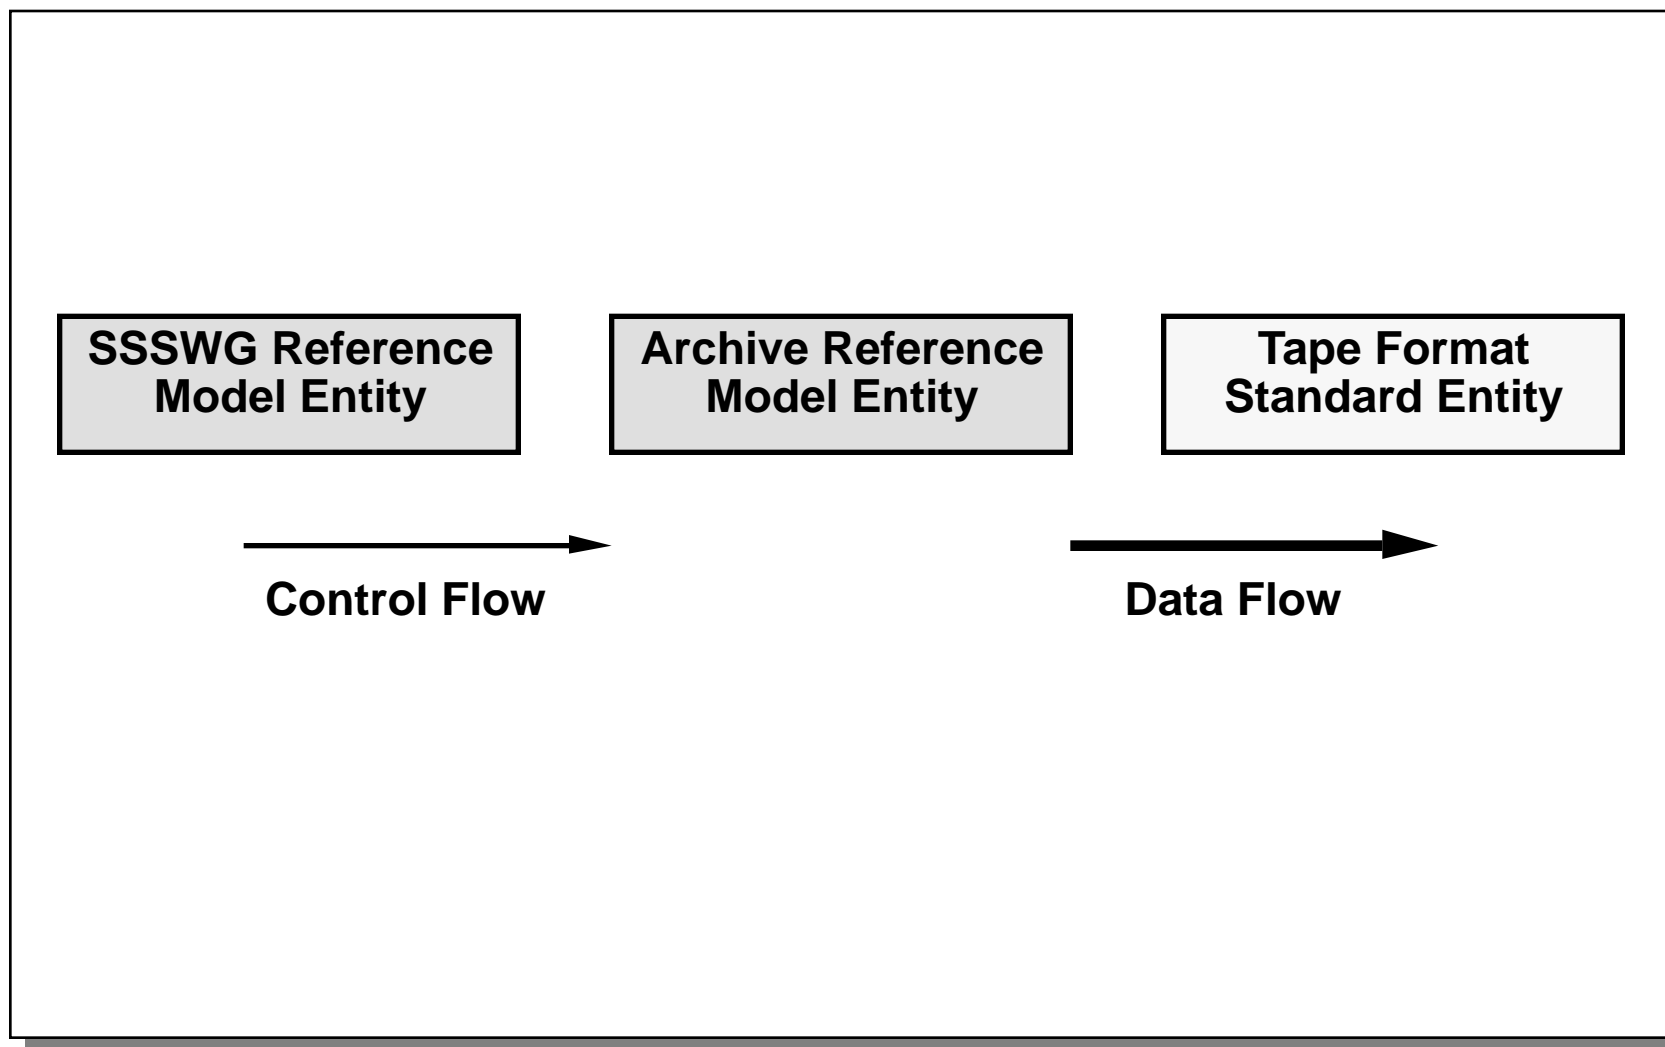 SSSWG Reference
Model Entity
Archive Reference
Model Entity
Tape Format
Standard Entity
Control Flow
Data Flow